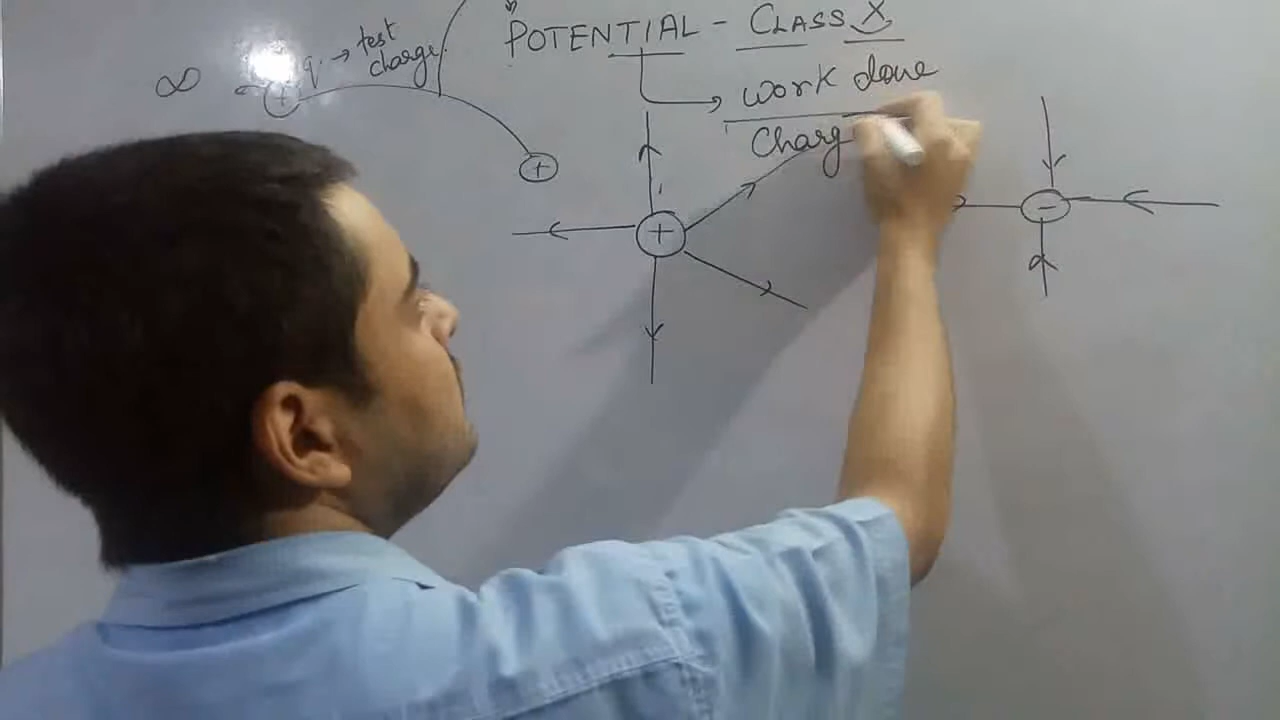 POTENTIAL - CLASS X
q → test
charge.
∞
+
work done
+
Charg
+
-